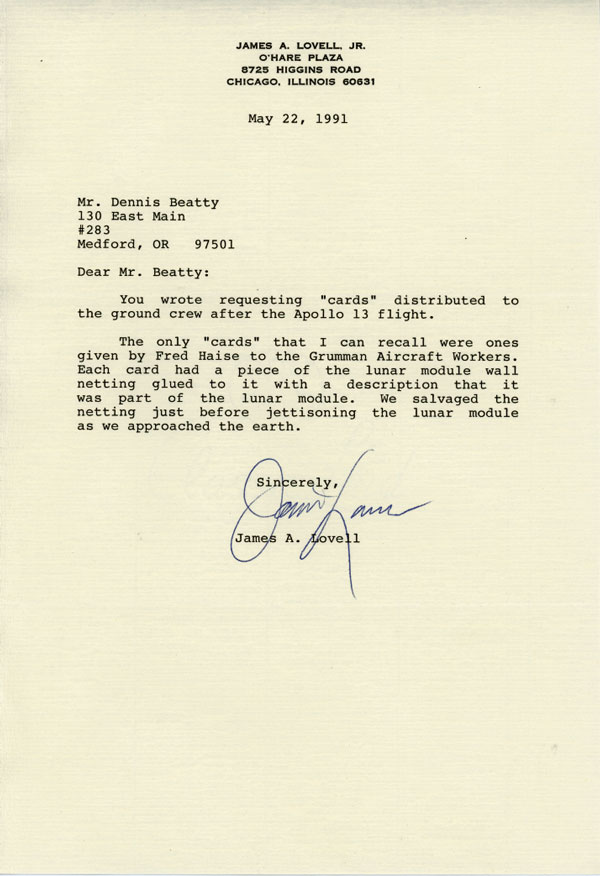 JAMES A. LOVELL, JR.
O'HARE PLAZA
8725 HIGGINS ROAD
CHICAGO, ILLINOIS 60631
May 22, 1991
Mr. Dennis Beatty
130 East Main
#283
Medford, OR 97501
Dear Mr. Beatty:
You wrote requesting "cards" distributed to
the ground crew after the Apollo 13 flight.
The only "cards" that I can recall were ones
given by Fred Haise to the Grumman Aircraft Workers.
Each card had a piece of the lunar module wall
netting glued to it with a description that it
was part of the lunar module. We salvaged the
netting just before jettisoning the lunar module
as we approached the earth.
Sincerely,
James A. Lovell